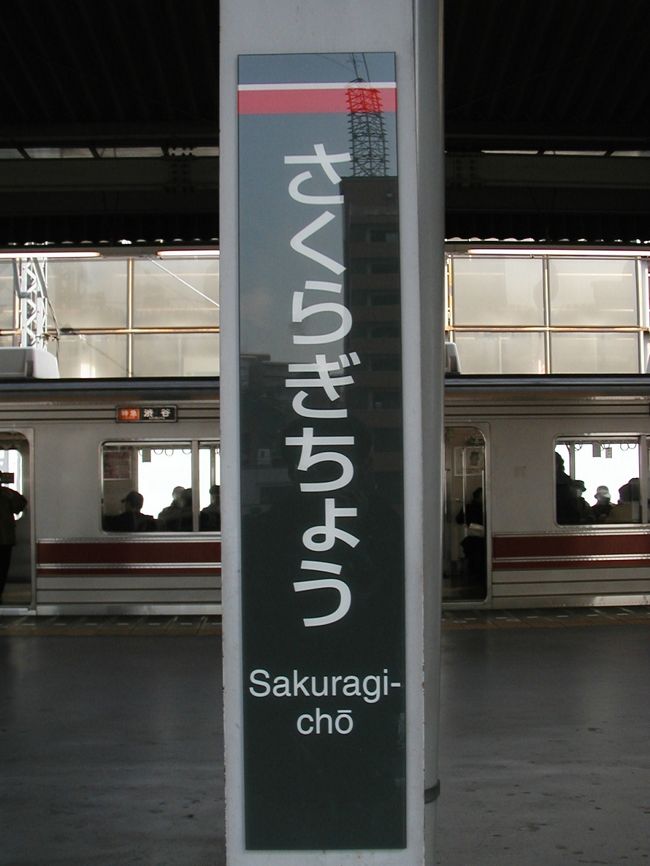 さくらぎちょう
Sakuragi-
chō
特急 渋谷